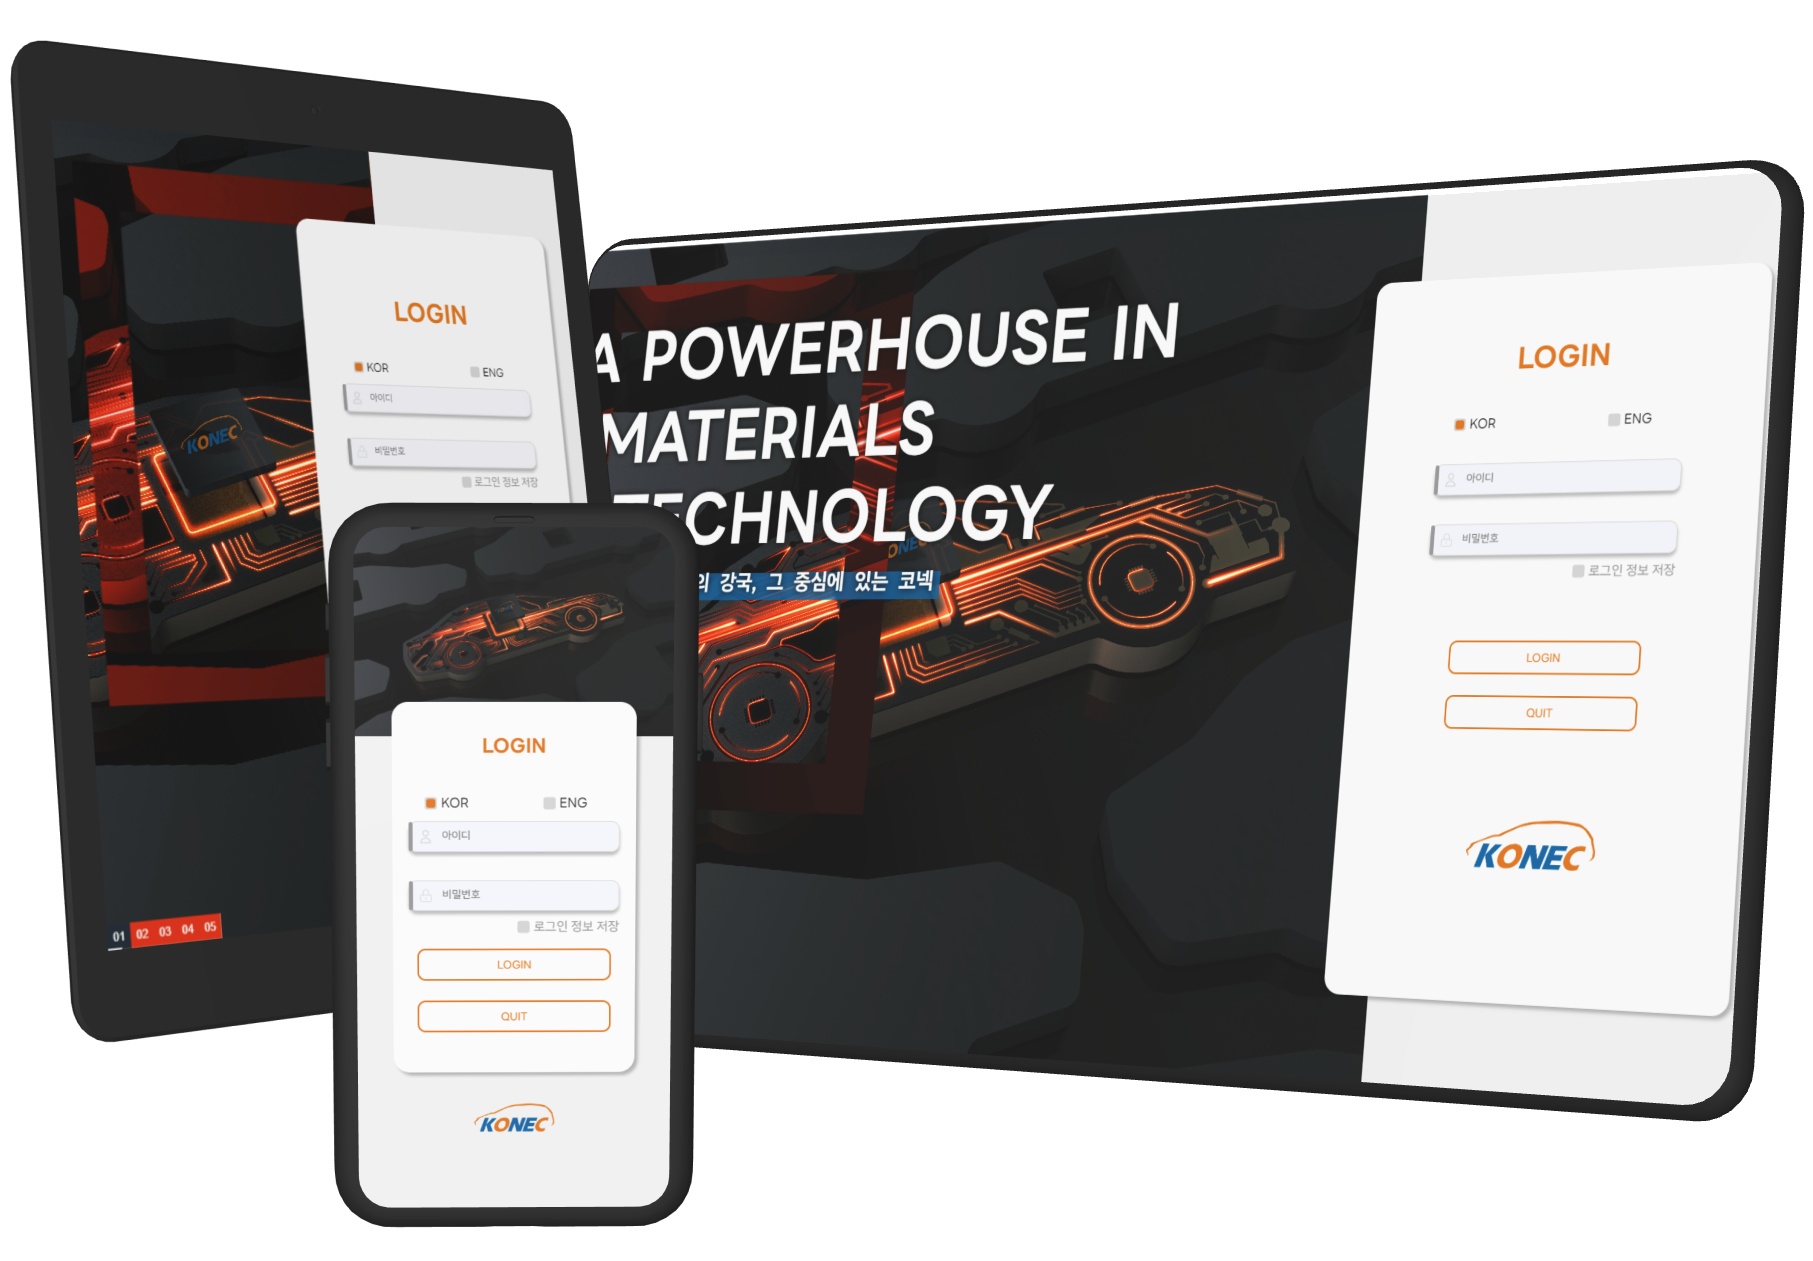 LOGIN
KOR
ENG
아이디
비밀번호
로그인 정보 저장
KONEC
01 02 03 04 05
A POWERHOUSE IN
MATERIALS
TECHNOLOGY
강국, 그 중심에 있는 코넥
KONEC
LOGIN
KOR
ENG
아이디
비밀번호
로그인 정보 저장
LOGIN
QUIT
KONEC
LOGIN
KOR
ENG
아이디
비밀번호
로그인 정보 저장
LOGIN
QUIT
KONEC